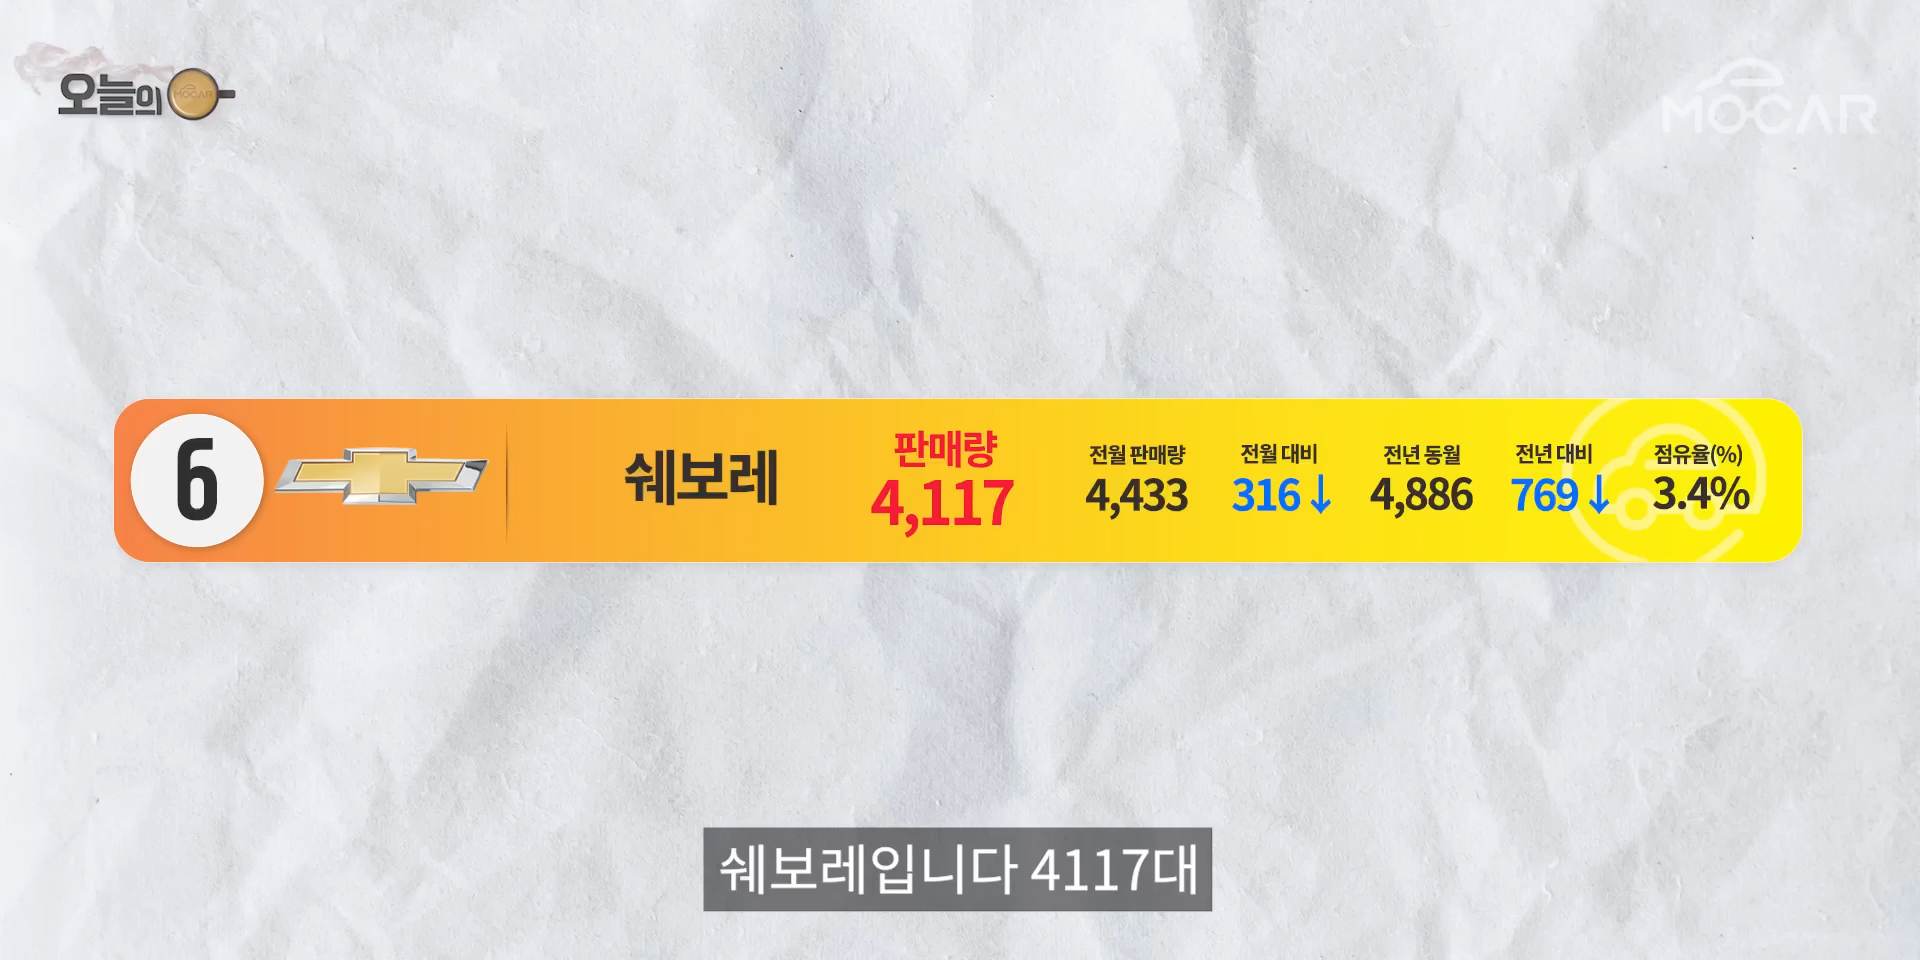 오늘의
MOCAR
MOCAR
6
쉐보레
판매량
4,117
전월 판매량
4,433
전월 대비
316↓
전년 동월
4,886
전년 대비
769↓
점유율(%)
3.4%
쉐보레입니다 4117대